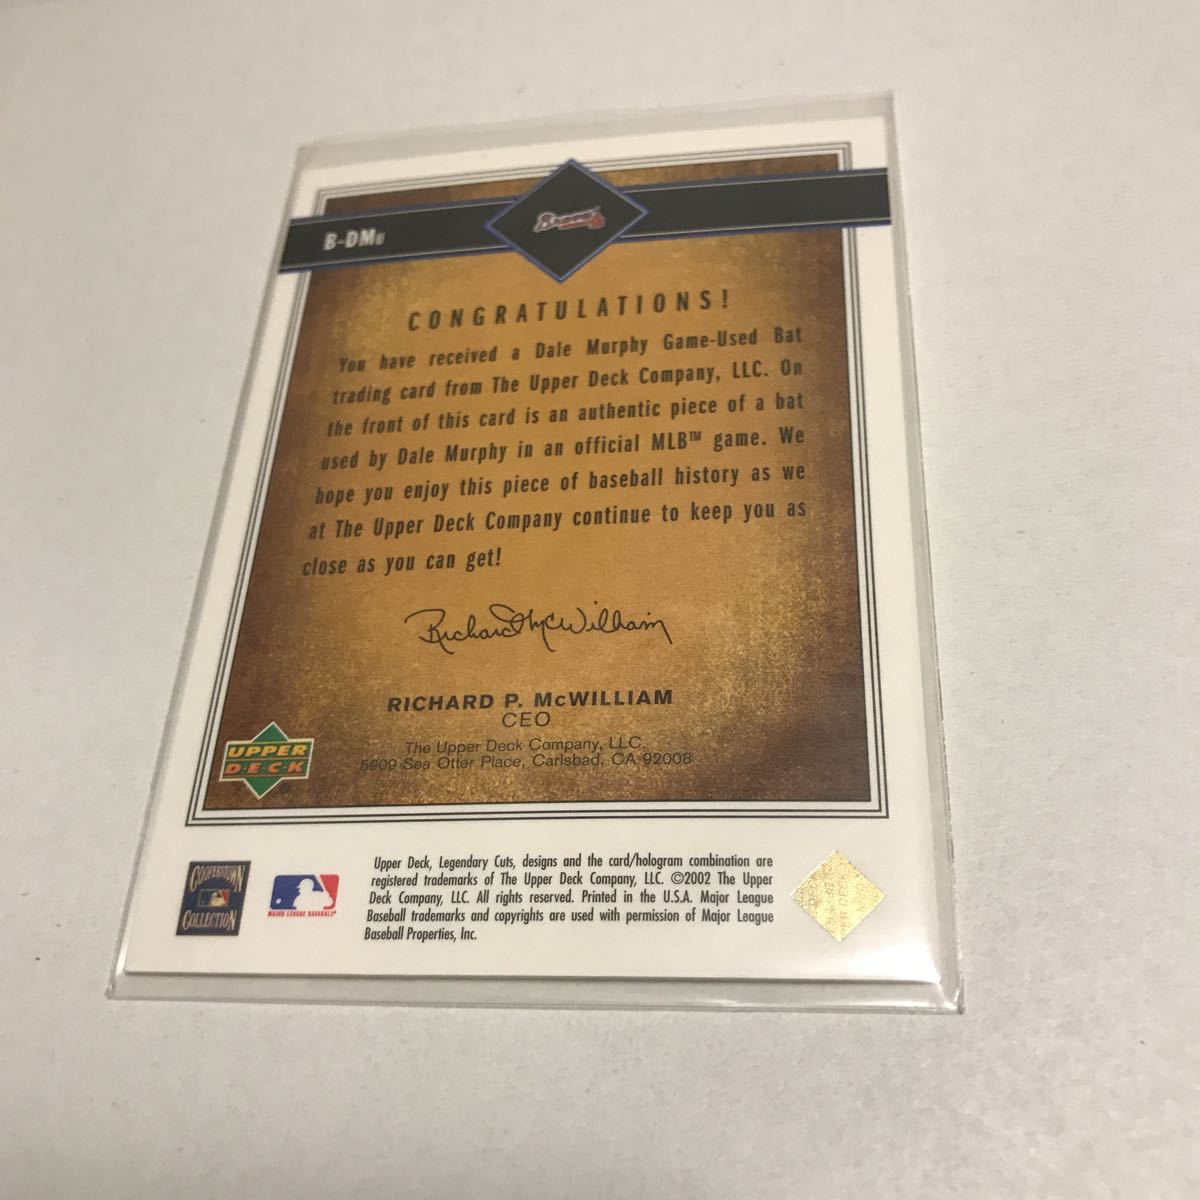 B-DMu
Braves
CONGRATULATIONS!
You have received a Dale Murphy Game-Used Bat
trading card from The Upper Deck Company, LLC. On
the front of this card is an authentic piece of a bat
used by Dale Murphy in an official MLB™ game. We
hope you enjoy this piece of baseball history as we
at The Upper Deck Company continue to keep you as
close as you can get!
Richard McWilliam
RICHARD P. McWILLIAM
CEO
The Upper Deck Company, LLC.
5909 Sea Otter Place, Carlsbad, CA 92008
UPPER
DECK
COOPERSTOWN
COLLECTION
MAJOR LEAGUE BASEBALL®
Upper Deck, Legendary Cuts, designs and the card/hologram combination are
registered trademarks of The Upper Deck Company, LLC. ©2002 The Upper
Deck Company, LLC. All rights reserved. Printed in the U.S.A. Major League
Baseball trademarks and copyrights are used with permission of Major League
Baseball Properties, Inc.